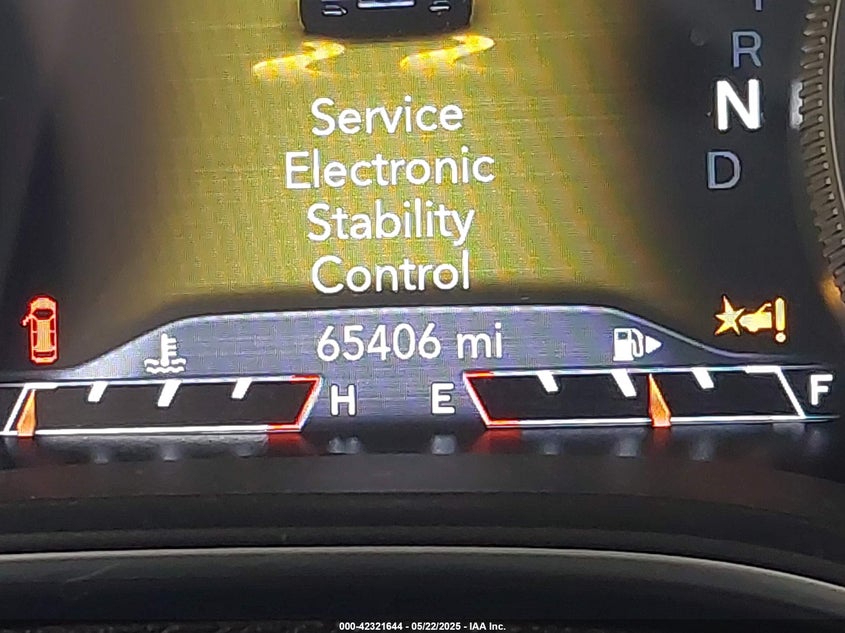 R
N
D
Service
Electronic
Stability
Control
65406 mi
H E F
000-42321644 - 05/22/2025 - IAA Inc.